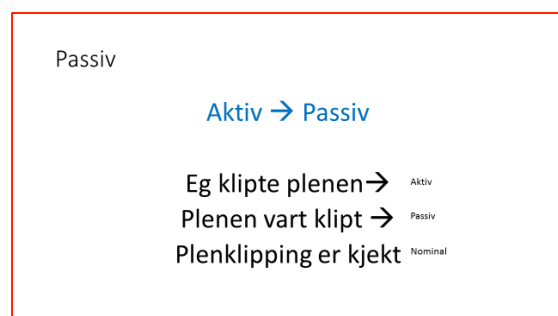 Passiv
Aktiv → Passiv
Eg klipte plenen→ Aktiv
Plenen vart klipt → Passiv
Plenklipping er kjekt Nominal